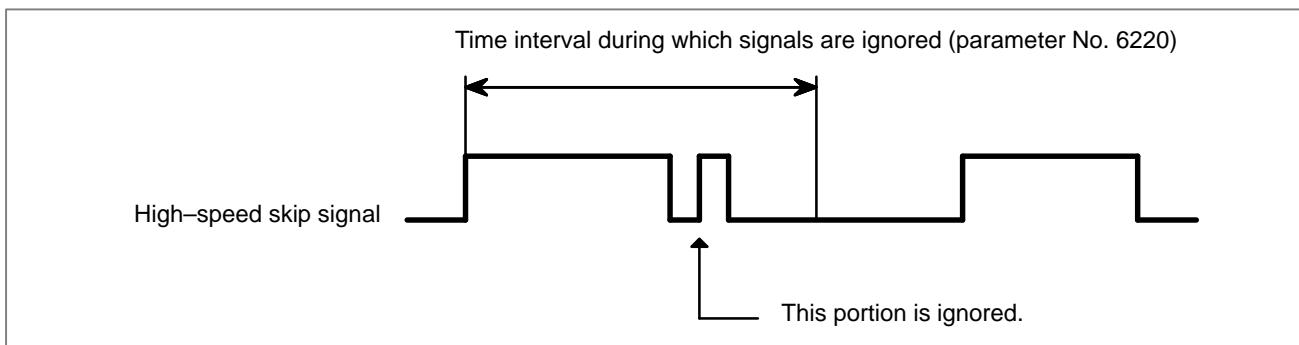 Time interval during which signals are ignored (parameter No. 6220)
High–speed skip signal
This portion is ignored.